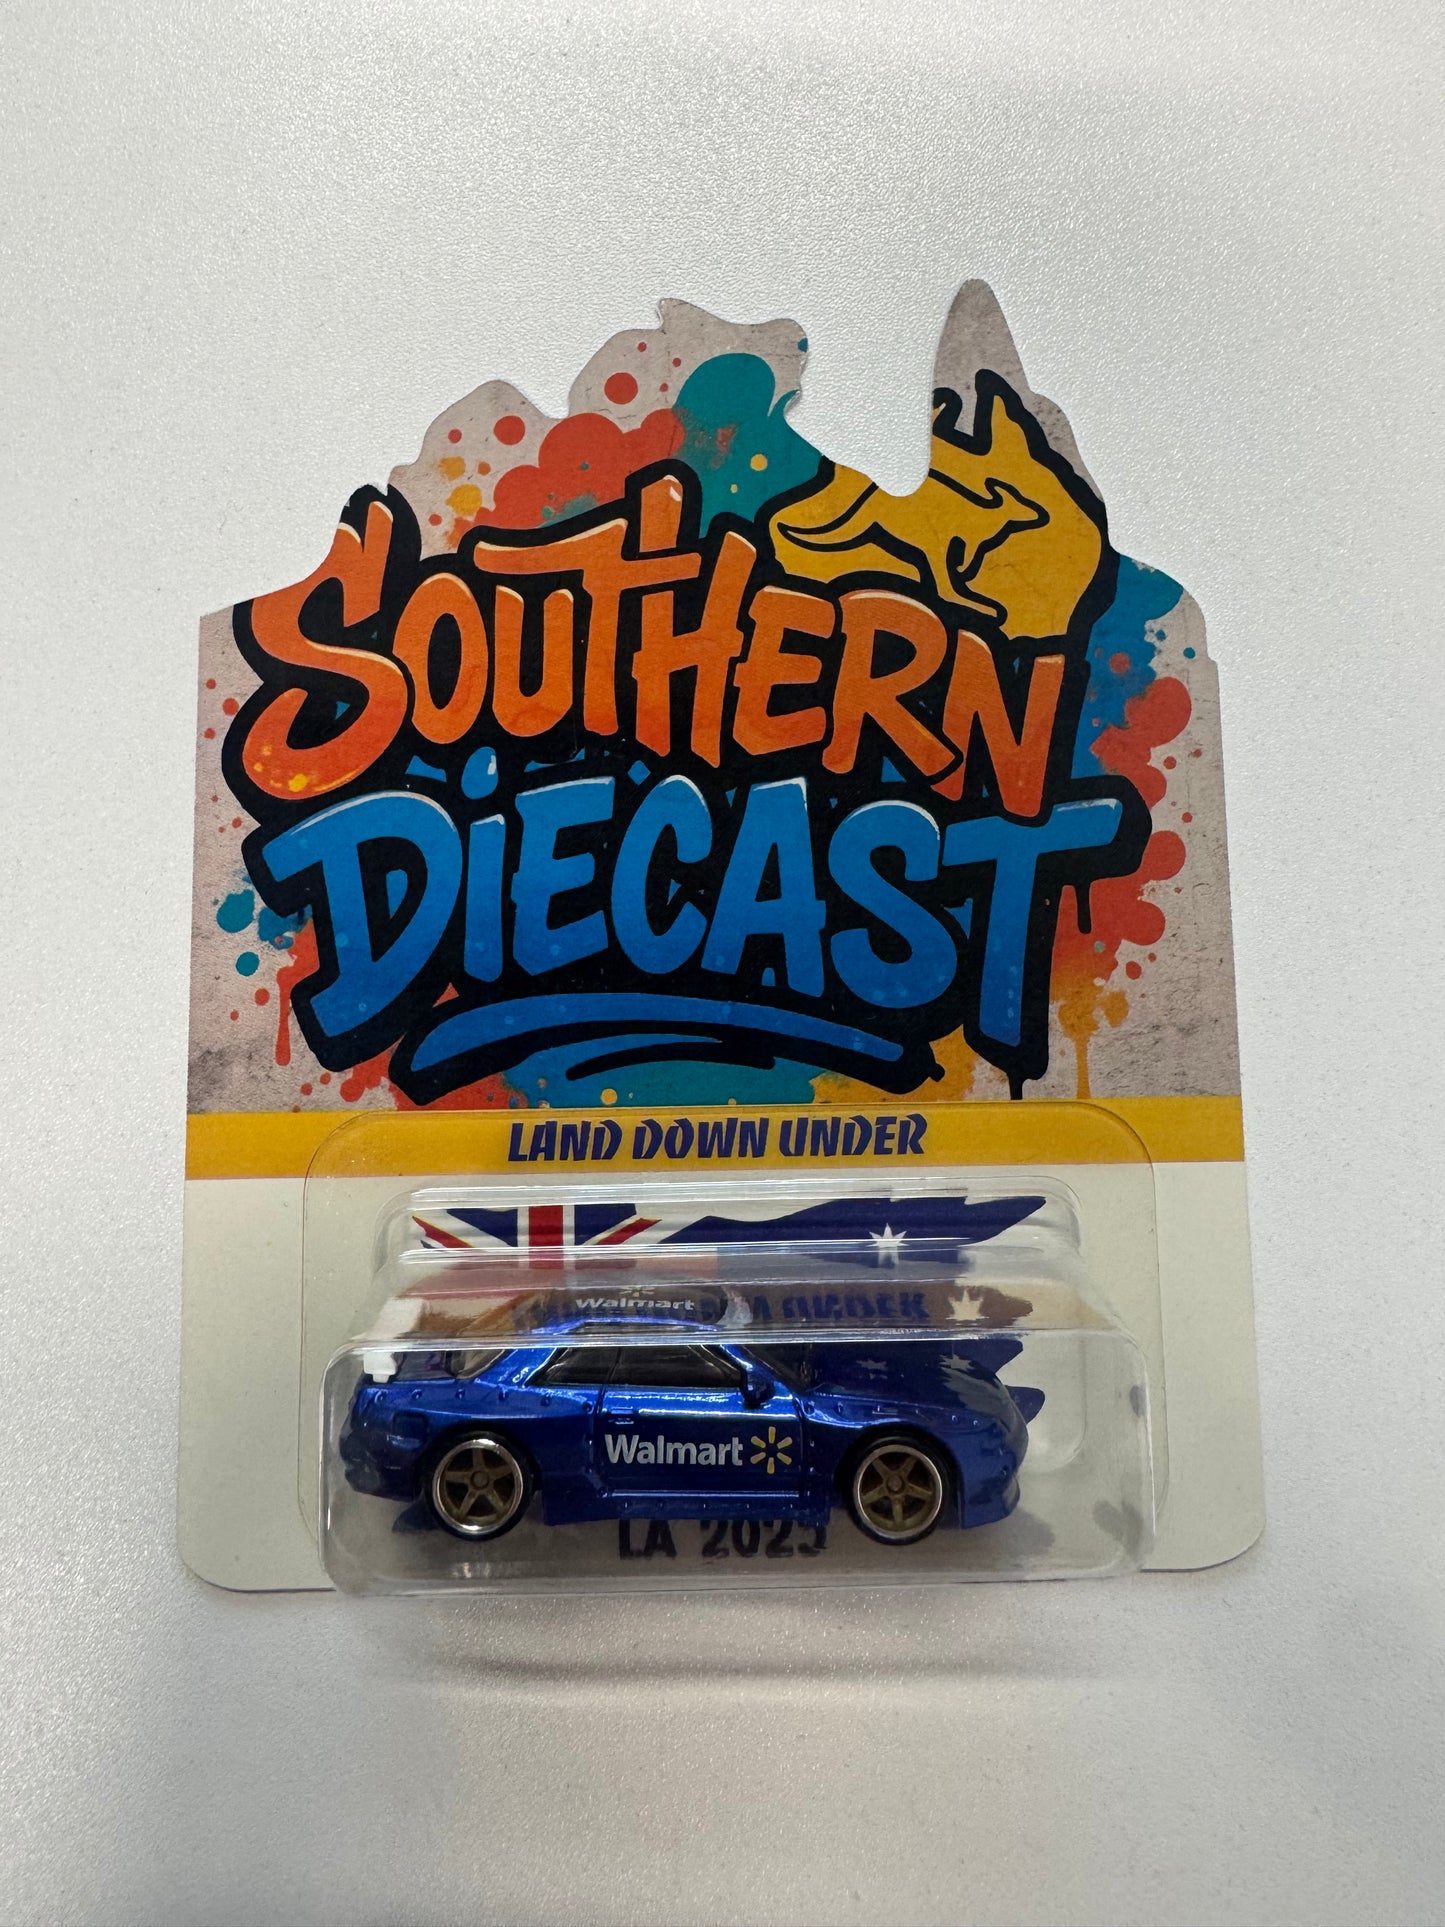 SOUTHERN
DiECAST
LAND DOWN UNDER
Walmart
Walmart
LA 2025